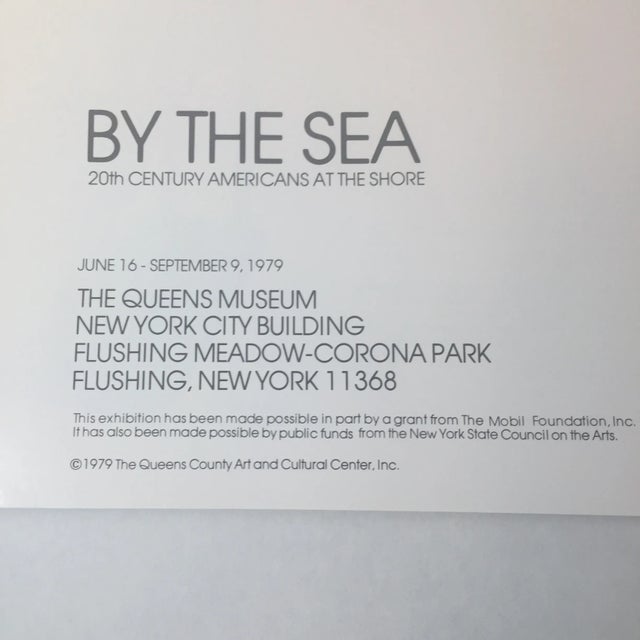 BY THE SEA
20th CENTURY AMERICANS AT THE SHORE
JUNE 16 - SEPTEMBER 9, 1979
THE QUEENS MUSEUM
NEW YORK CITY BUILDING
FLUSHING MEADOW-CORONA PARK
FLUSHING, NEW YORK 11368
This exhibition has been made possible in part by a grant from The Mobil Foundation, Inc.
It has also been made possible by public funds from the New York State Council on the Arts.
©1979 The Queens County Art and Cultural Center, Inc.